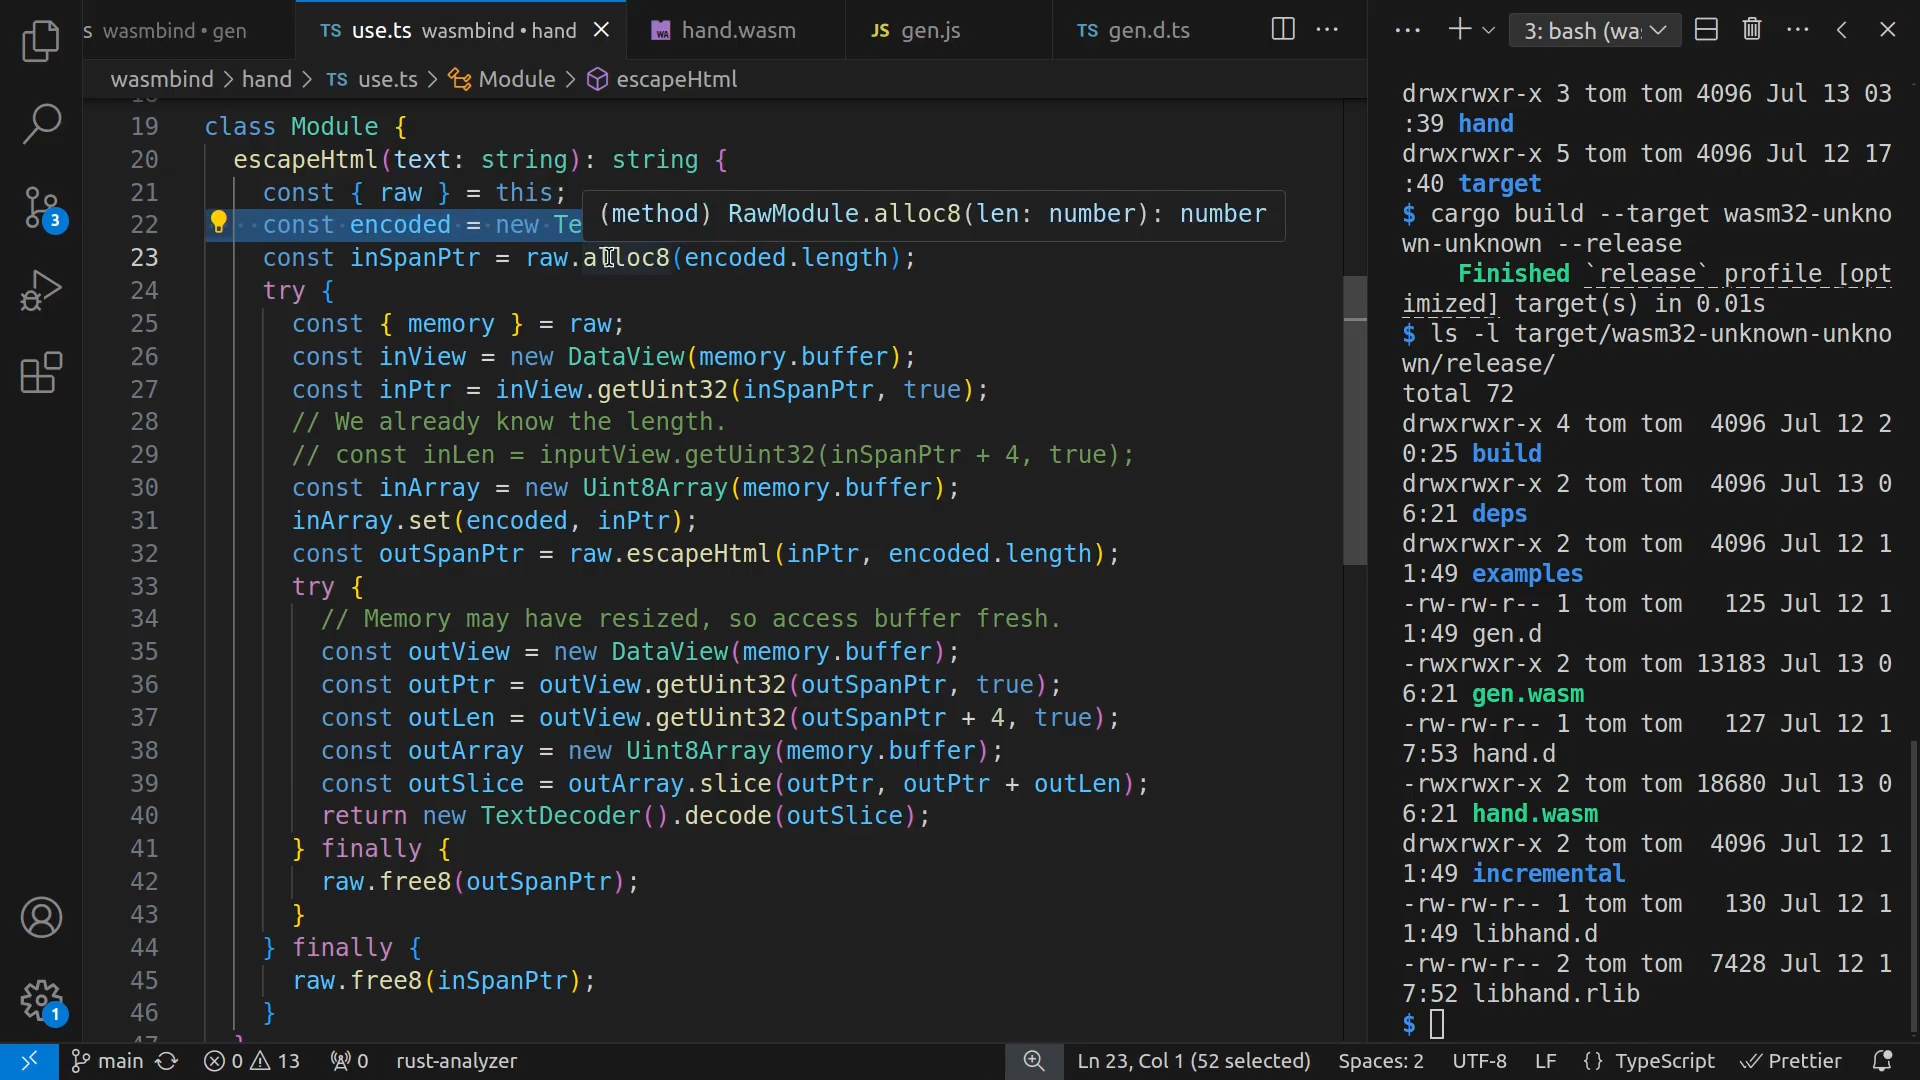 s wasmbind • gen
TS use.ts wasmbind • hand
WA hand.wasm
JS gen.js
TS gen.d.ts
3: bash (wa:
wasmbind > hand > TS use.ts > Module > escapeHtml
19 class Module {
20 escapeHtml(text: string): string {
21 const { raw } = this;
(method) RawModule.alloc8(len: number): number
22 const encoded = new Te
23 const inSpanPtr = raw.alloc8(encoded.length);
24 try {
25 const { memory } = raw;
26 const inView = new DataView(memory.buffer);
27 const inPtr = inView.getUint32(inSpanPtr, true);
28 // We already know the length.
29 // const inLen = inputView.getUint32(inSpanPtr + 4, true);
30 const inArray = new Uint8Array(memory.buffer);
31 inArray.set(encoded, inPtr);
32 const outSpanPtr = raw.escapeHtml(inPtr, encoded.length);
33 try {
34 // Memory may have resized, so access buffer fresh.
35 const outView = new DataView(memory.buffer);
36 const outPtr = outView.getUint32(outSpanPtr, true);
37 const outLen = outView.getUint32(outSpanPtr + 4, true);
38 const outArray = new Uint8Array(memory.buffer);
39 const outSlice = outArray.slice(outPtr, outPtr + outLen);
40 return new TextDecoder().decode(outSlice);
41 } finally {
42 raw.free8(outSpanPtr);
43 }
44 } finally {
45 raw.free8(inSpanPtr);
46 }
drwxrwxr-x 3 tom tom 4096 Jul 13 03
:39 hand
drwxrwxr-x 5 tom tom 4096 Jul 12 17
:40 target
$ cargo build --target wasm32-unkno
wn-unknown --release
Finished `release` profile [opt
imized] target(s) in 0.01s
$ ls -l target/wasm32-unknown-unkno
wn/release/
total 72
drwxrwxr-x 4 tom tom  4096 Jul 12 2
0:25 build
drwxrwxr-x 2 tom tom  4096 Jul 13 0
6:21 deps
drwxrwxr-x 2 tom tom  4096 Jul 12 1
1:49 examples
-rw-rw-r-- 1 tom tom   125 Jul 12 1
1:49 gen.d
-rwxrwxr-x 2 tom tom 13183 Jul 13 0
6:21 gen.wasm
-rw-rw-r-- 1 tom tom   127 Jul 12 1
7:53 hand.d
-rwxrwxr-x 2 tom tom 18680 Jul 13 0
6:21 hand.wasm
drwxrwxr-x 2 tom tom  4096 Jul 12 1
1:49 incremental
-rw-rw-r-- 1 tom tom   130 Jul 12 1
1:49 libhand.d
-rw-rw-r-- 2 tom tom  7428 Jul 12 1
7:52 libhand.rlib
$
3
1
main 0 13 0 rust-analyzer Ln 23, Col 1 (52 selected) Spaces: 2 UTF-8 LF {} TypeScript Prettier